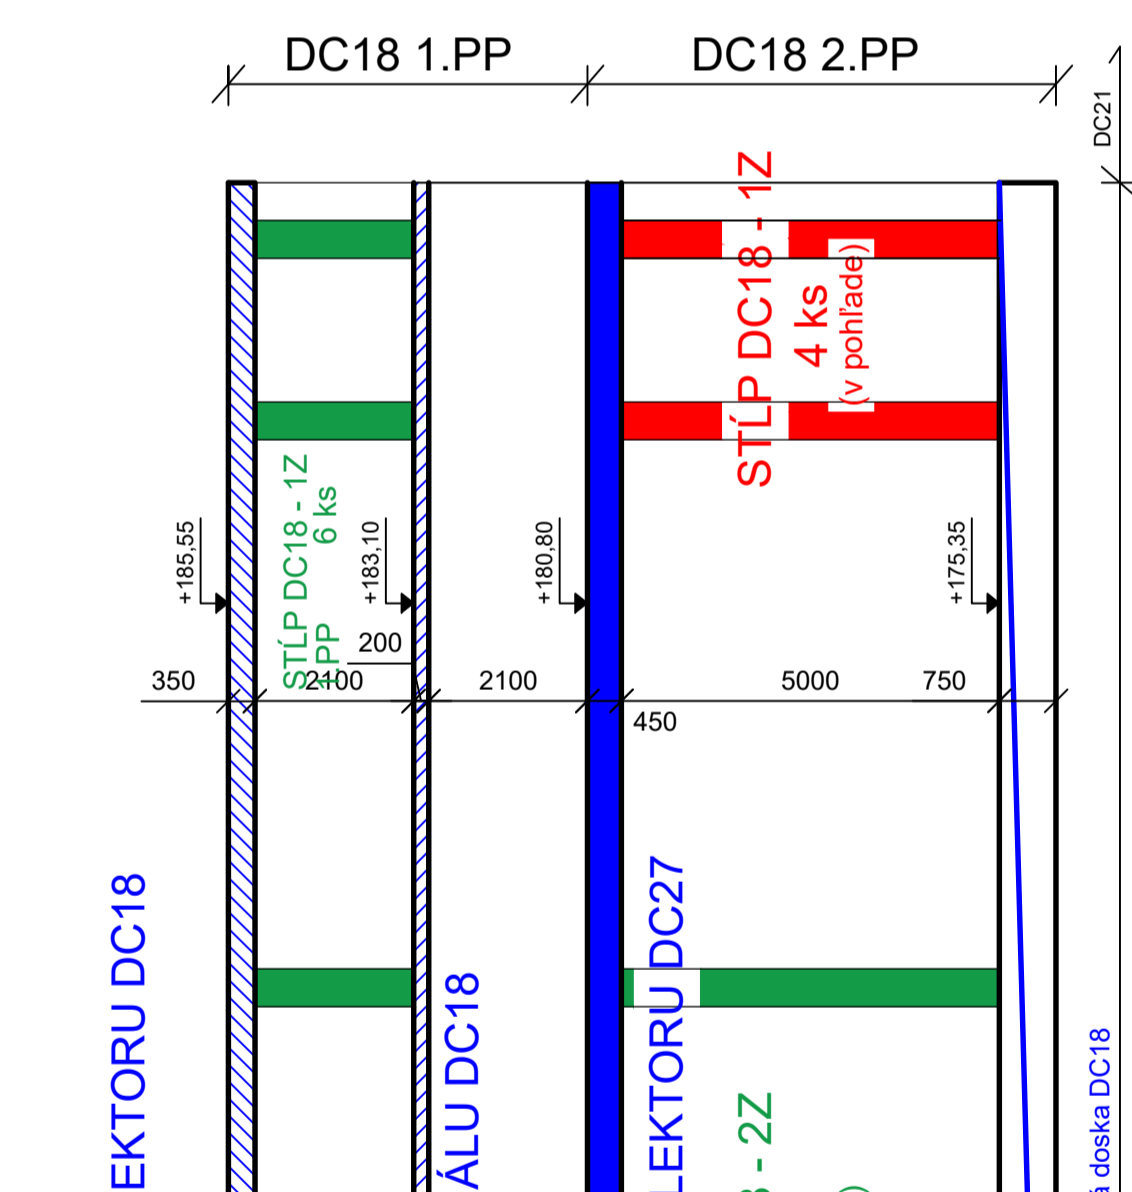 DC18 1.PP
DC18 2.PP
DC21
STĹP DC18 - 1Z
4 ks
(v pohľade)
STĹP DC18 - 1Z
1.PP 6 ks
+185,55
+183,10
+180,80
+175,35
200
350
2100
2100
450
5000
750
EKTORU DC18
ÁLU DC18
LEKTORU DC27
- 2Z
doska DC18